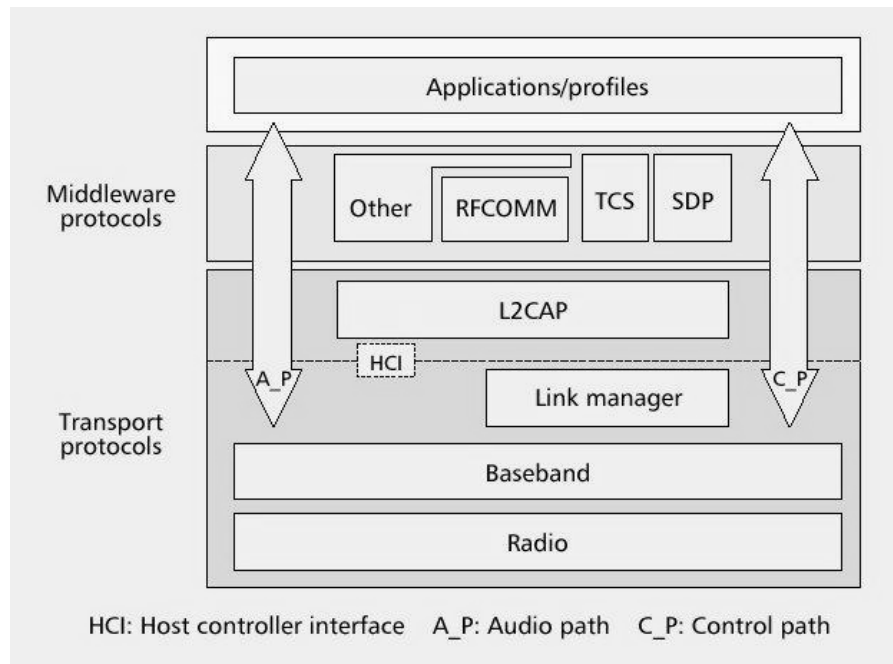 Applications/profiles
Middleware
protocols
Other
RFCOMM
TCS
SDP
L2CAP
HCI
A_P
C_P
Link manager
Transport
protocols
Baseband
Radio
HCI: Host controller interface A_P: Audio path C_P: Control path